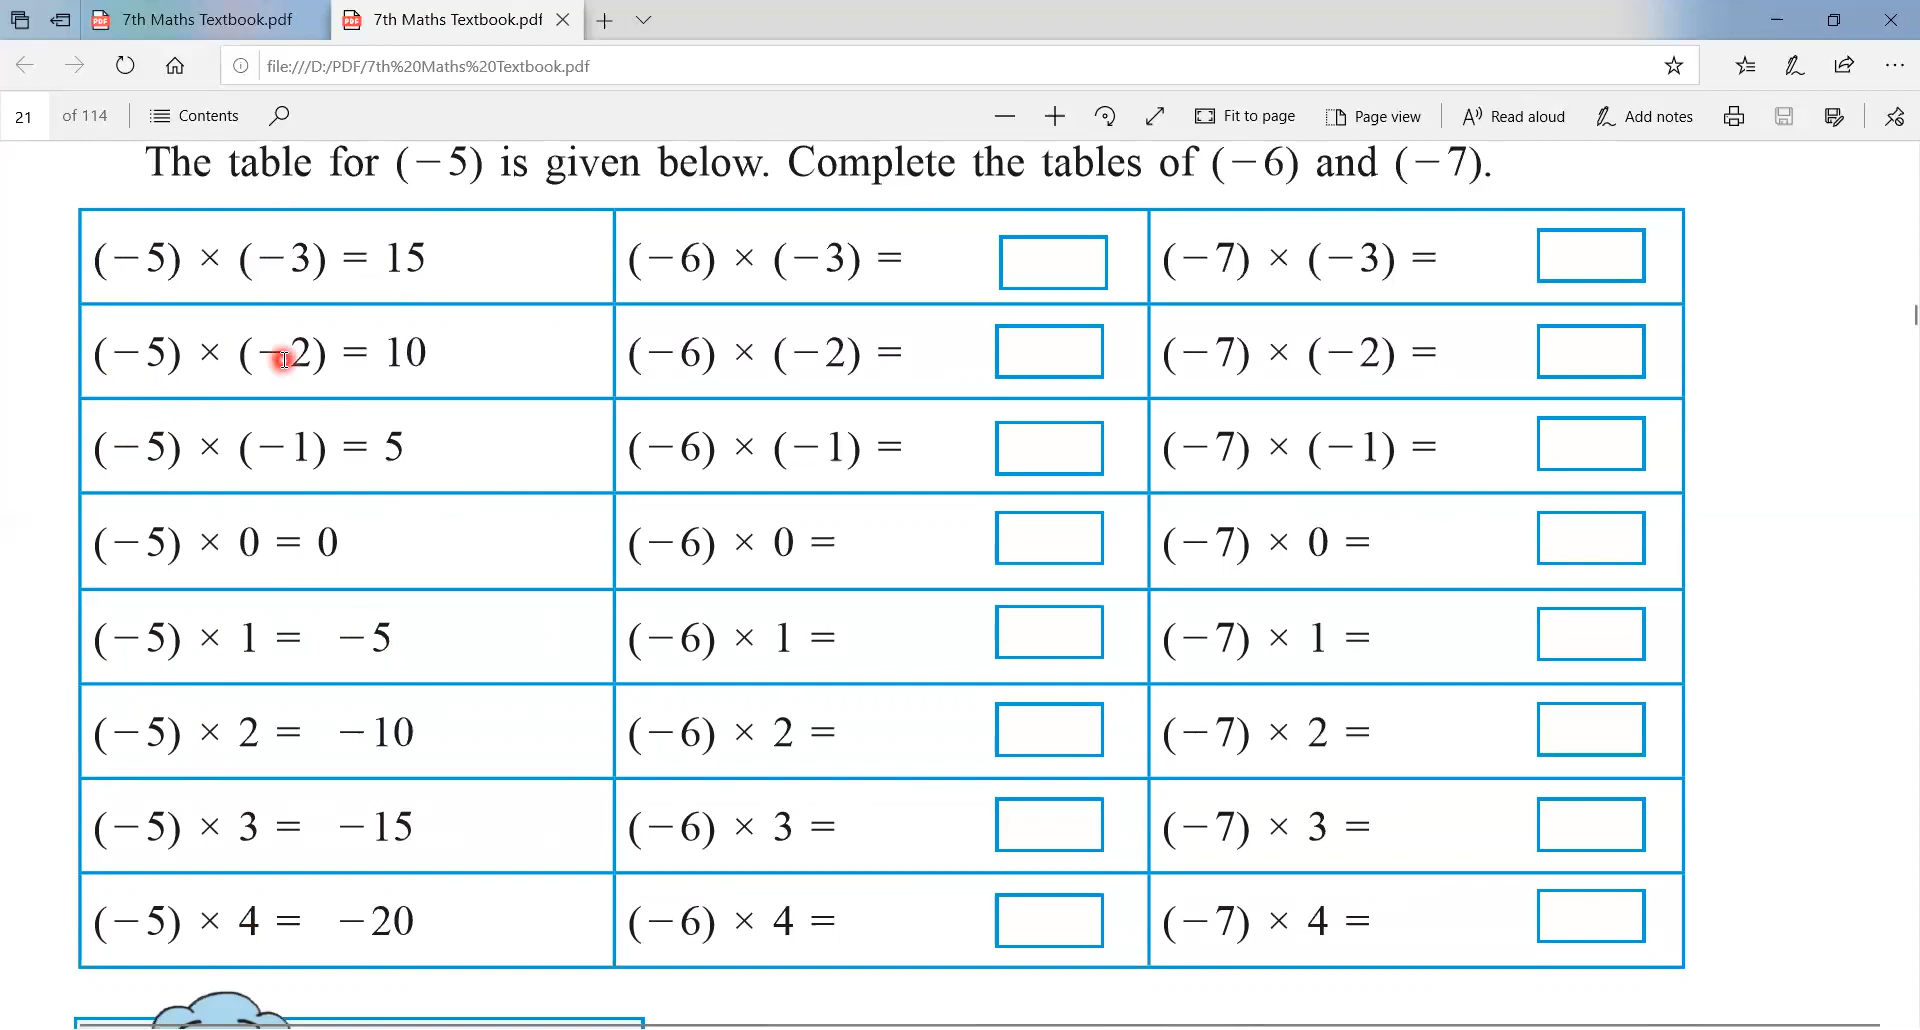 7th Maths Textbook.pdf
7th Maths Textbook.pdf
file:///D:/PDF/7th%20Maths%20Textbook.pdf
21 of 114 Contents Fit to page Page view Read aloud Add notes
The table for (−5) is given below. Complete the tables of (−6) and (−7).
(−5) × (−3) = 15 (−6) × (−3) = (−7) × (−3) =
(−5) × (−2) = 10 (−6) × (−2) = (−7) × (−2) =
(−5) × (−1) = 5 (−6) × (−1) = (−7) × (−1) =
(−5) × 0 = 0 (−6) × 0 = (−7) × 0 =
(−5) × 1 = −5 (−6) × 1 = (−7) × 1 =
(−5) × 2 = −10 (−6) × 2 = (−7) × 2 =
(−5) × 3 = −15 (−6) × 3 = (−7) × 3 =
(−5) × 4 = −20 (−6) × 4 = (−7) × 4 =